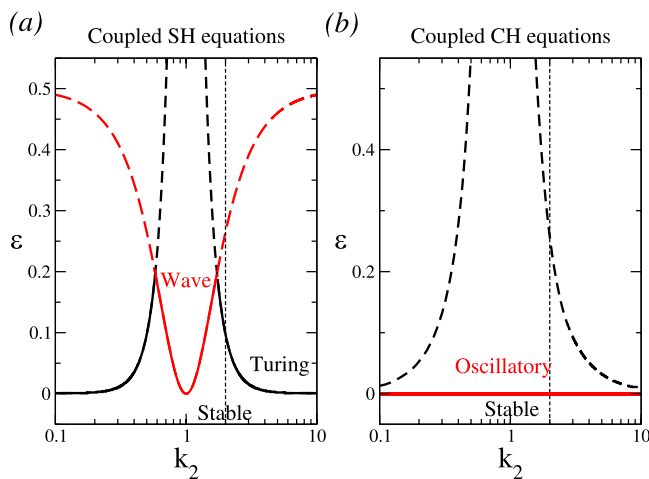 (a)
Coupled SH equations
0.5
0.4
0.3
0.2
0.1
0
ε
Wave
Turing
Stable
0.1
1
10
k2
(b)
Coupled CH equations
0.4
0.2
0
ε
Oscillatory
Stable
0.1
1
10
k2